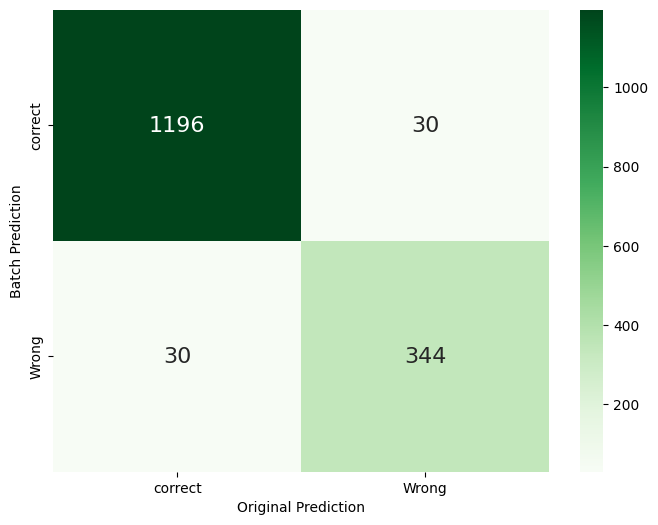 Batch Prediction
correct
Wrong
1196 30
30 344
correct Wrong
Original Prediction
1000
800
600
400
200